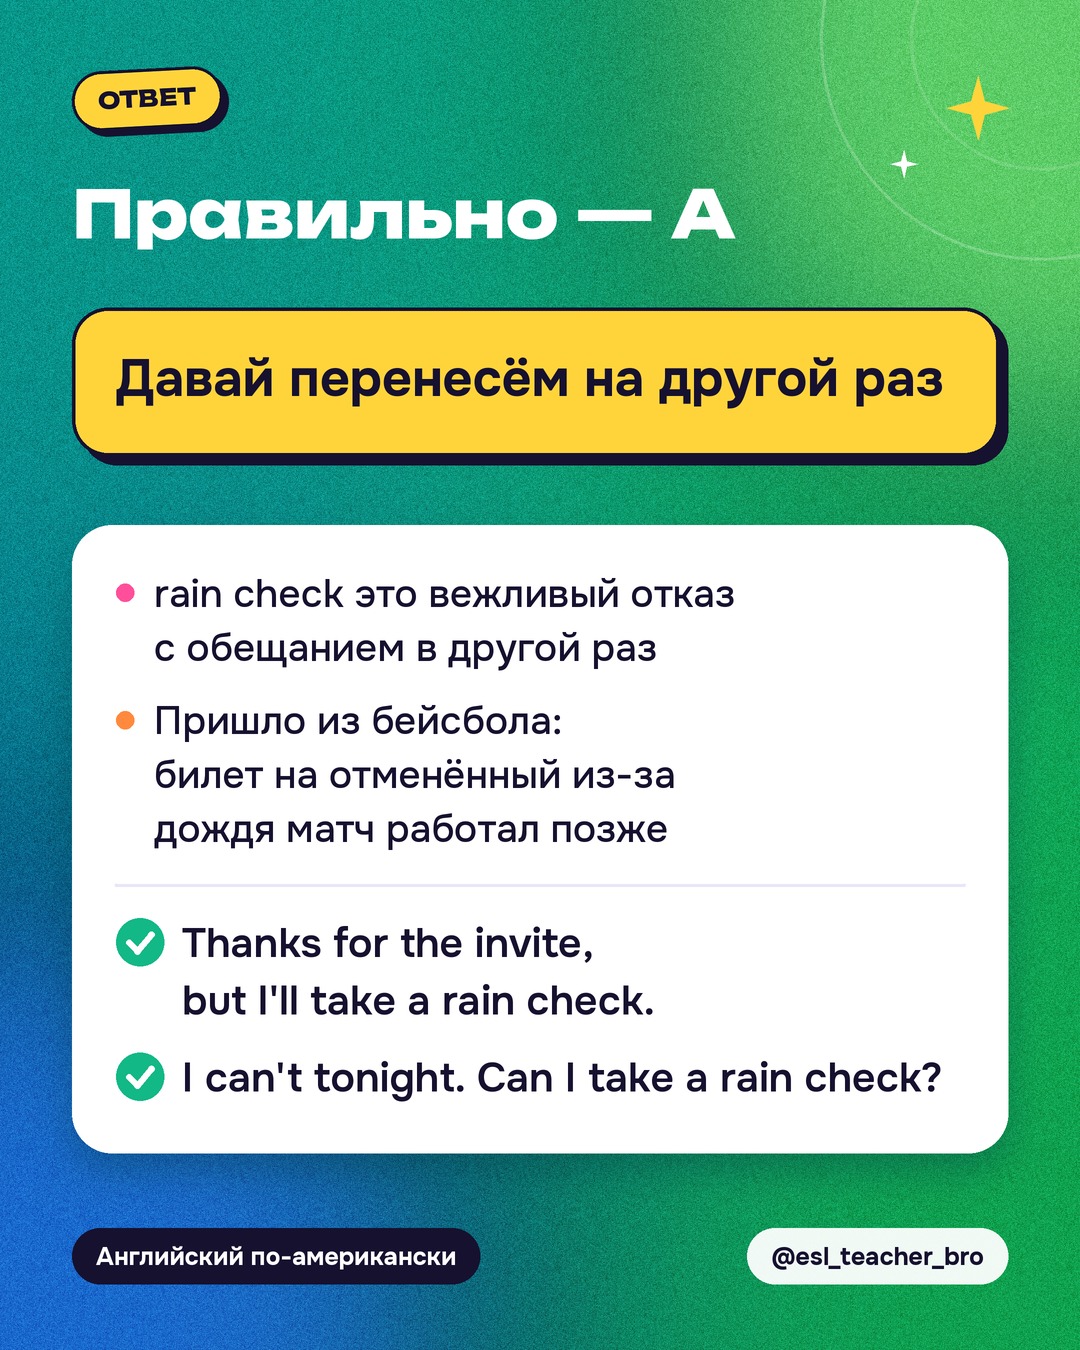 ОТВЕТ
Правильно — А
Давай перенесём на другой раз
rain check это вежливый отказ
с обещанием в другой раз
Пришло из бейсбола:
билет на отменённый из-за
дождя матч работал позже
Thanks for the invite,
but I'll take a rain check.
I can't tonight. Can I take a rain check?
Английский по-американски
@esl_teacher_bro